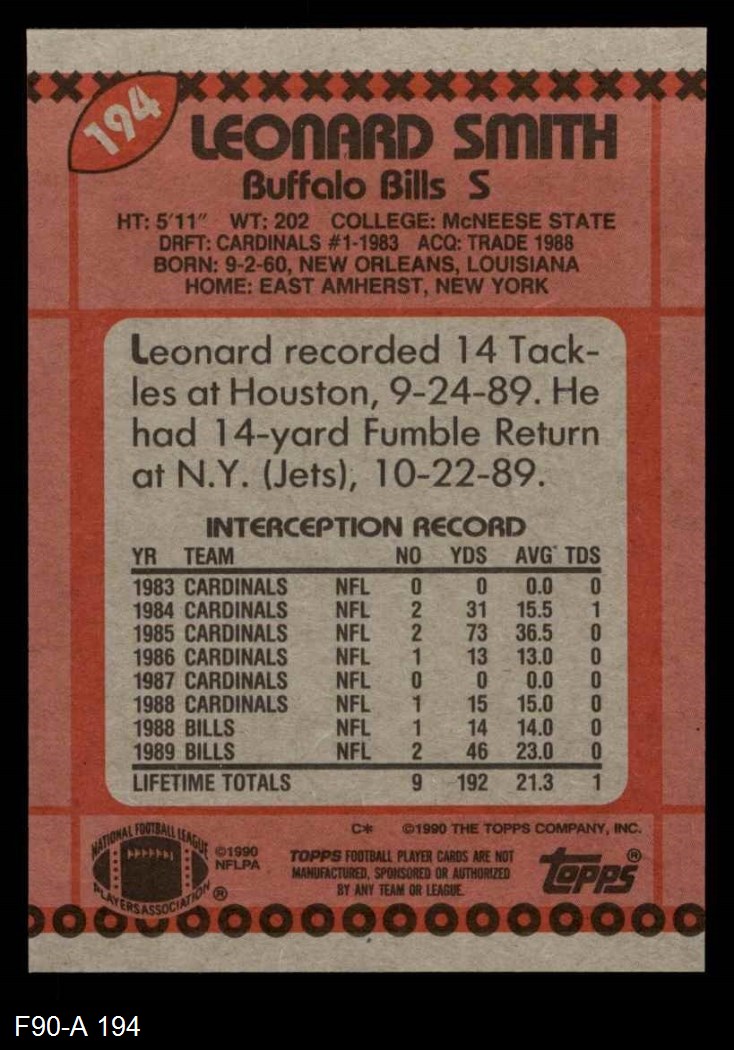 194
LEONARD SMITH
Buffalo Bills S
HT: 5'11" WT: 202 COLLEGE: McNEESE STATE
DRFT: CARDINALS #1-1983 ACQ: TRADE 1988
BORN: 9-2-60, NEW ORLEANS, LOUISIANA
HOME: EAST AMHERST, NEW YORK
Leonard recorded 14 Tack-
les at Houston, 9-24-89. He
had 14-yard Fumble Return
at N.Y. (Jets), 10-22-89.
INTERCEPTION RECORD
YR TEAM NO YDS AVG TDS
1983 CARDINALS NFL 0 0 0.0 0
1984 CARDINALS NFL 2 31 15.5 1
1985 CARDINALS NFL 2 73 36.5 0
1986 CARDINALS NFL 1 13 13.0 0
1987 CARDINALS NFL 0 0 0.0 0
1988 CARDINALS NFL 1 15 15.0 0
1988 BILLS NFL 1 14 14.0 0
1989 BILLS NFL 2 46 23.0 0
LIFETIME TOTALS 9 192 21.3 1
C* ©1990 THE TOPPS COMPANY, INC.
NATIONAL FOOTBALL LEAGUE
PLAYERS ASSOCIATION ®
©1990
NFLPA
TOPPS FOOTBALL PLAYER CARDS ARE NOT
MANUFACTURED, SPONSORED OR AUTHORIZED
BY ANY TEAM OR LEAGUE.
Topps®
F90-A 194